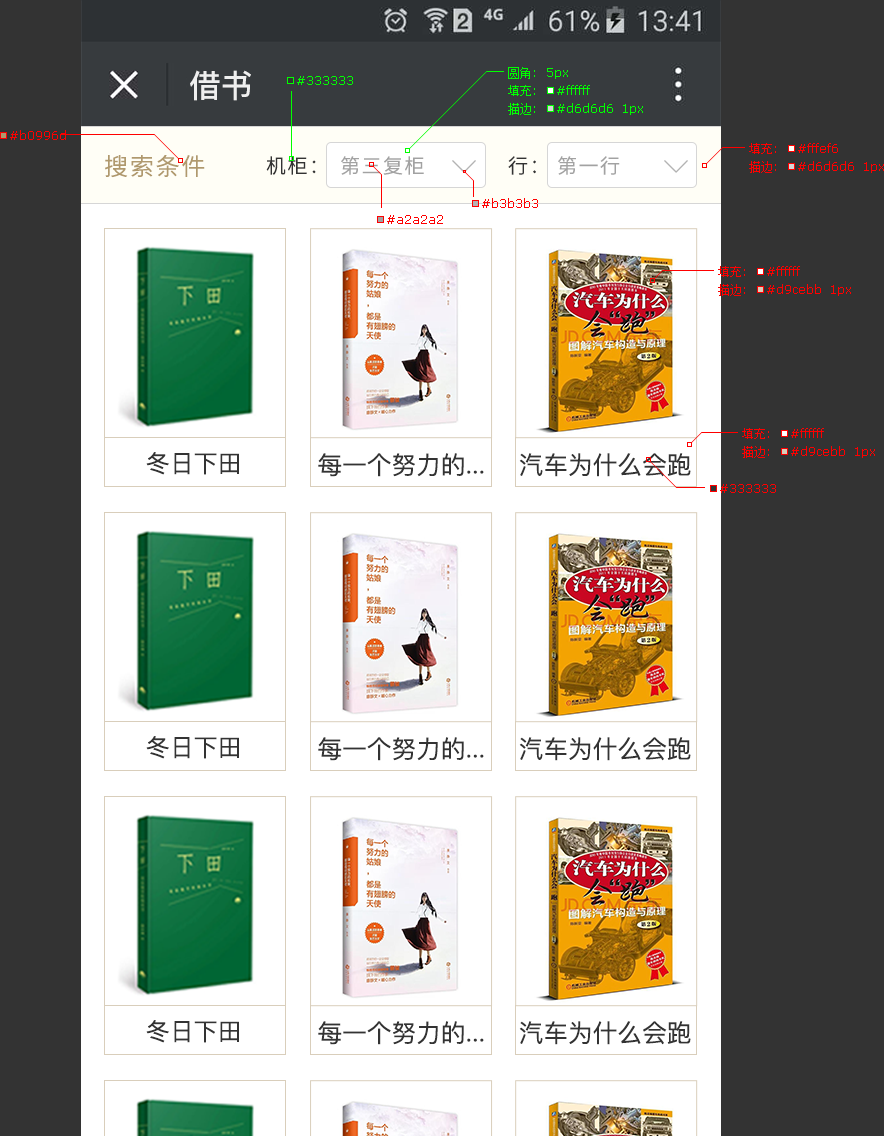 4G 2 61% 13:41
借书
#333333
圆角: 5px
填充: #ffffff
描边: #d6d6d6 1px
#b0996d
搜索条件 机柜: 第三复柜 行: 第一行
填充: #fffef6
描边: #d6d6d6 1px
#b3b3b3
#a2a2a2
下田
每一个
努力的
姑娘
都是
有翅膀的
天使
汽车为什么
会“跑”
图解汽车构造与原理
第2版
填充: #ffffff
描边: #d9cebb 1px
填充: #ffffff
描边: #d9cebb 1px
冬日下田 每一个努力的... 汽车为什么会跑
#333333
下田
每一个
努力的
姑娘
都是
有翅膀的
天使
汽车为什么
会“跑”
图解汽车构造与原理
第2版
冬日下田 每一个努力的... 汽车为什么会跑
下田
每一个
努力的
姑娘
都是
有翅膀的
天使
汽车为什么
会“跑”
图解汽车构造与原理
第2版
冬日下田 每一个努力的... 汽车为什么会跑
每一个